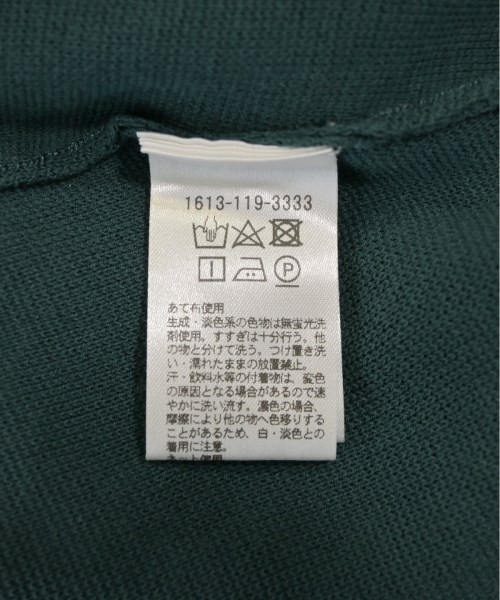 1613-119-3333
P
あて布使用
生成・淡色系の色物は無蛍光洗
剤使用。すすぎは十分行う。他
の物と分けて洗う。つけ置き洗
い・濡れたままの放置禁止。
汗・飲料水等の付着物は、変色
の原因となる場合があるので速
やかに洗い流す。濃色の場合、
摩擦により他の物へ色移りする
ことがあるため、白・淡色との
着用に注意。
ネット使用